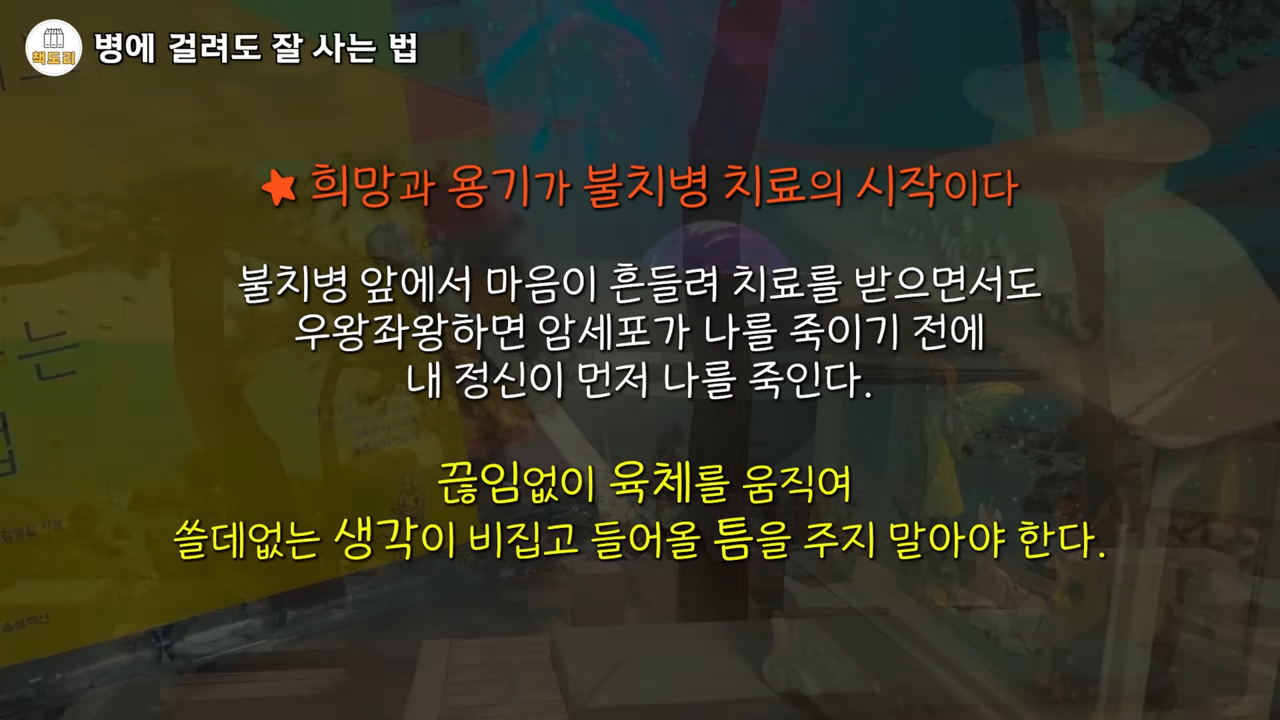 책도리
병에 걸려도 잘 사는 법
희망과 용기가 불치병 치료의 시작이다
불치병 앞에서 마음이 흔들려 치료를 받으면서도
우왕좌왕하면 암세포가 나를 죽이기 전에
내 정신이 먼저 나를 죽인다.
끊임없이 육체를 움직여
쓸데없는 생각이 비집고 들어올 틈을 주지 말아야 한다.
는